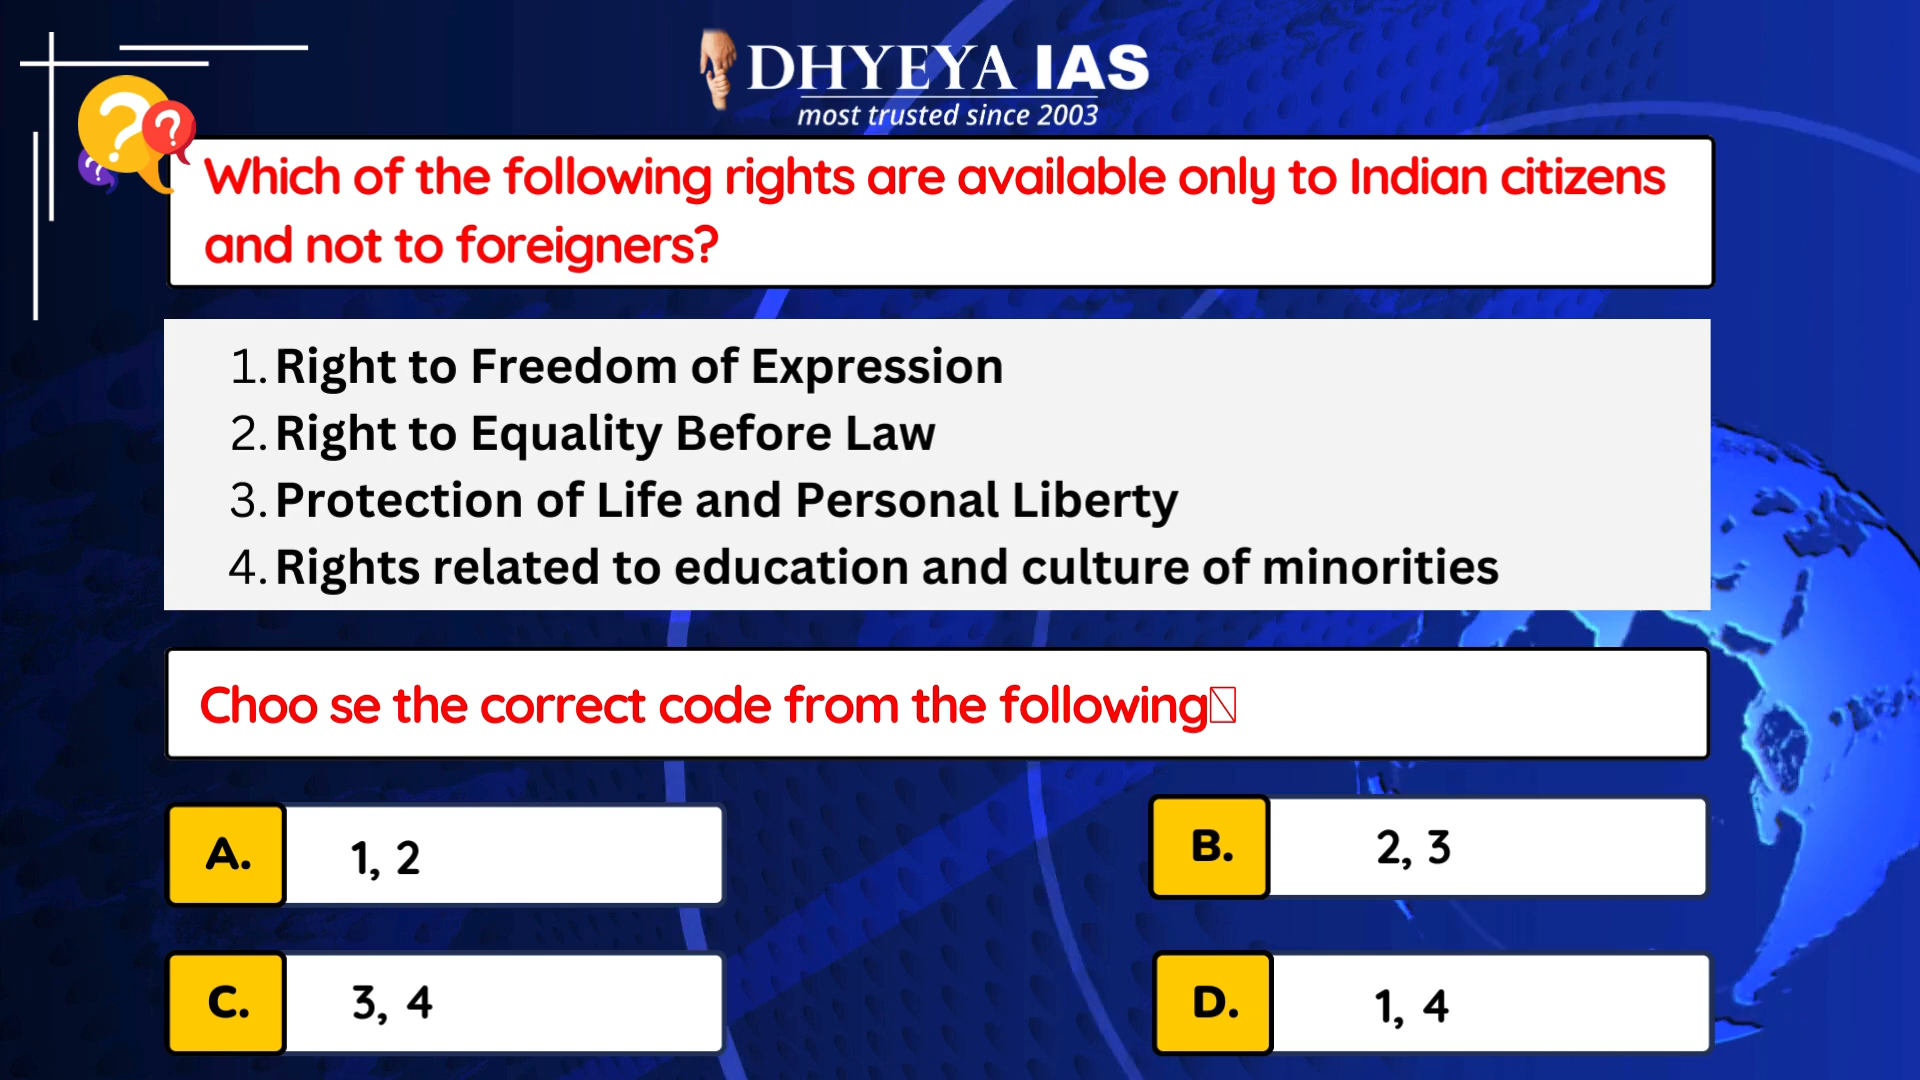 DHYEYA IAS
most trusted since 2003
Which of the following rights are available only to Indian citizens
and not to foreigners?
1. Right to Freedom of Expression
2. Right to Equality Before Law
3. Protection of Life and Personal Liberty
4. Rights related to education and culture of minorities
Choo se the correct code from the following
A. 1, 2
B. 2, 3
C. 3, 4
D. 1, 4